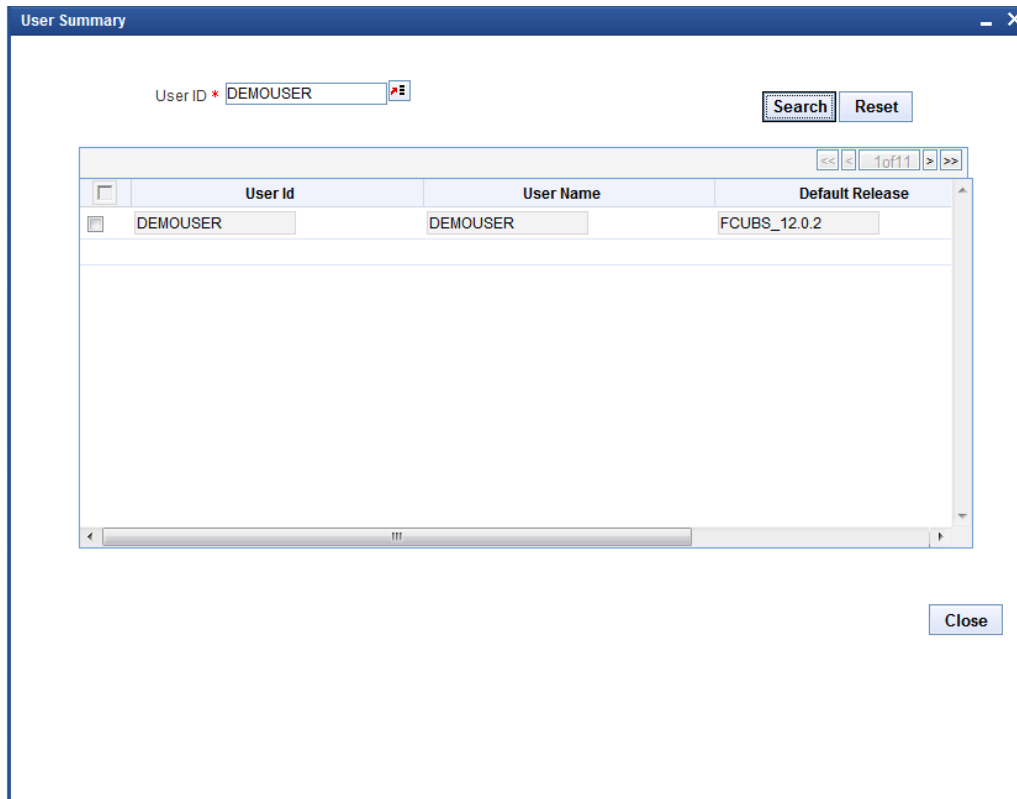 User Summary
User ID * DEMOUSER
Search Reset
<< < 1of11 > >>
User Id User Name Default Release
DEMOUSER DEMOUSER FCUBS_12.0.2
Close